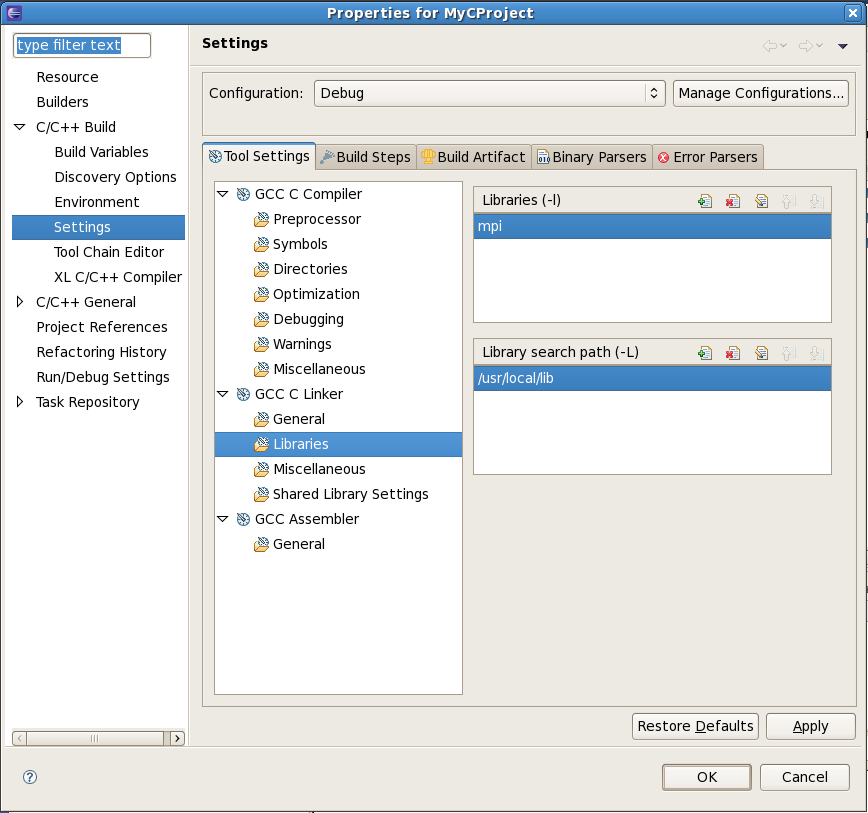 Properties for MyCProject
type filter text
Resource
Builders
C/C++ Build
Build Variables
Discovery Options
Environment
Settings
Tool Chain Editor
XL C/C++ Compiler
C/C++ General
Project References
Refactoring History
Run/Debug Settings
Task Repository
Settings
Configuration: Debug Manage Configurations...
Tool Settings Build Steps Build Artifact Binary Parsers Error Parsers
GCC C Compiler
Preprocessor
Symbols
Directories
Optimization
Debugging
Warnings
Miscellaneous
GCC C Linker
General
Libraries
Miscellaneous
Shared Library Settings
GCC Assembler
General
Libraries (-l)
mpi
Library search path (-L)
/usr/local/lib
Restore Defaults Apply
OK Cancel